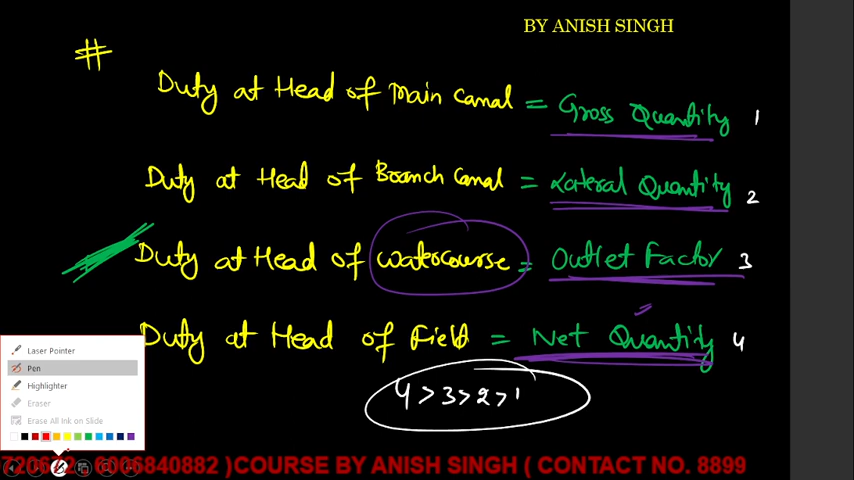 BY ANISH SINGH
#
Duty at Head of Main Canal = Gross Quantity 1
Duty at Head of Branch Canal = Lateral Quantity 2
Duty at Head of watercourse = Outlet Factor 3
Duty at Head of Field = Net Quantity 4
4 > 3 > 2 > 1
Laser Pointer
Pen
Highlighter
Eraser
Erase All Ink on Slide
6006840882 )COURSE BY ANISH SINGH ( CONTACT NO. 8899